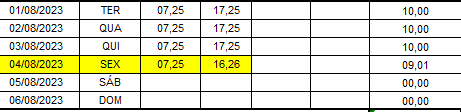 01/08/2023 TER 07,25 17,25 10,00
02/08/2023 QUA 07,25 17,25 10,00
03/08/2023 QUI 07,25 17,25 10,00
04/08/2023 SEX 07,25 16,26 09,01
05/08/2023 SÁB 00,00
06/08/2023 DOM 00,00